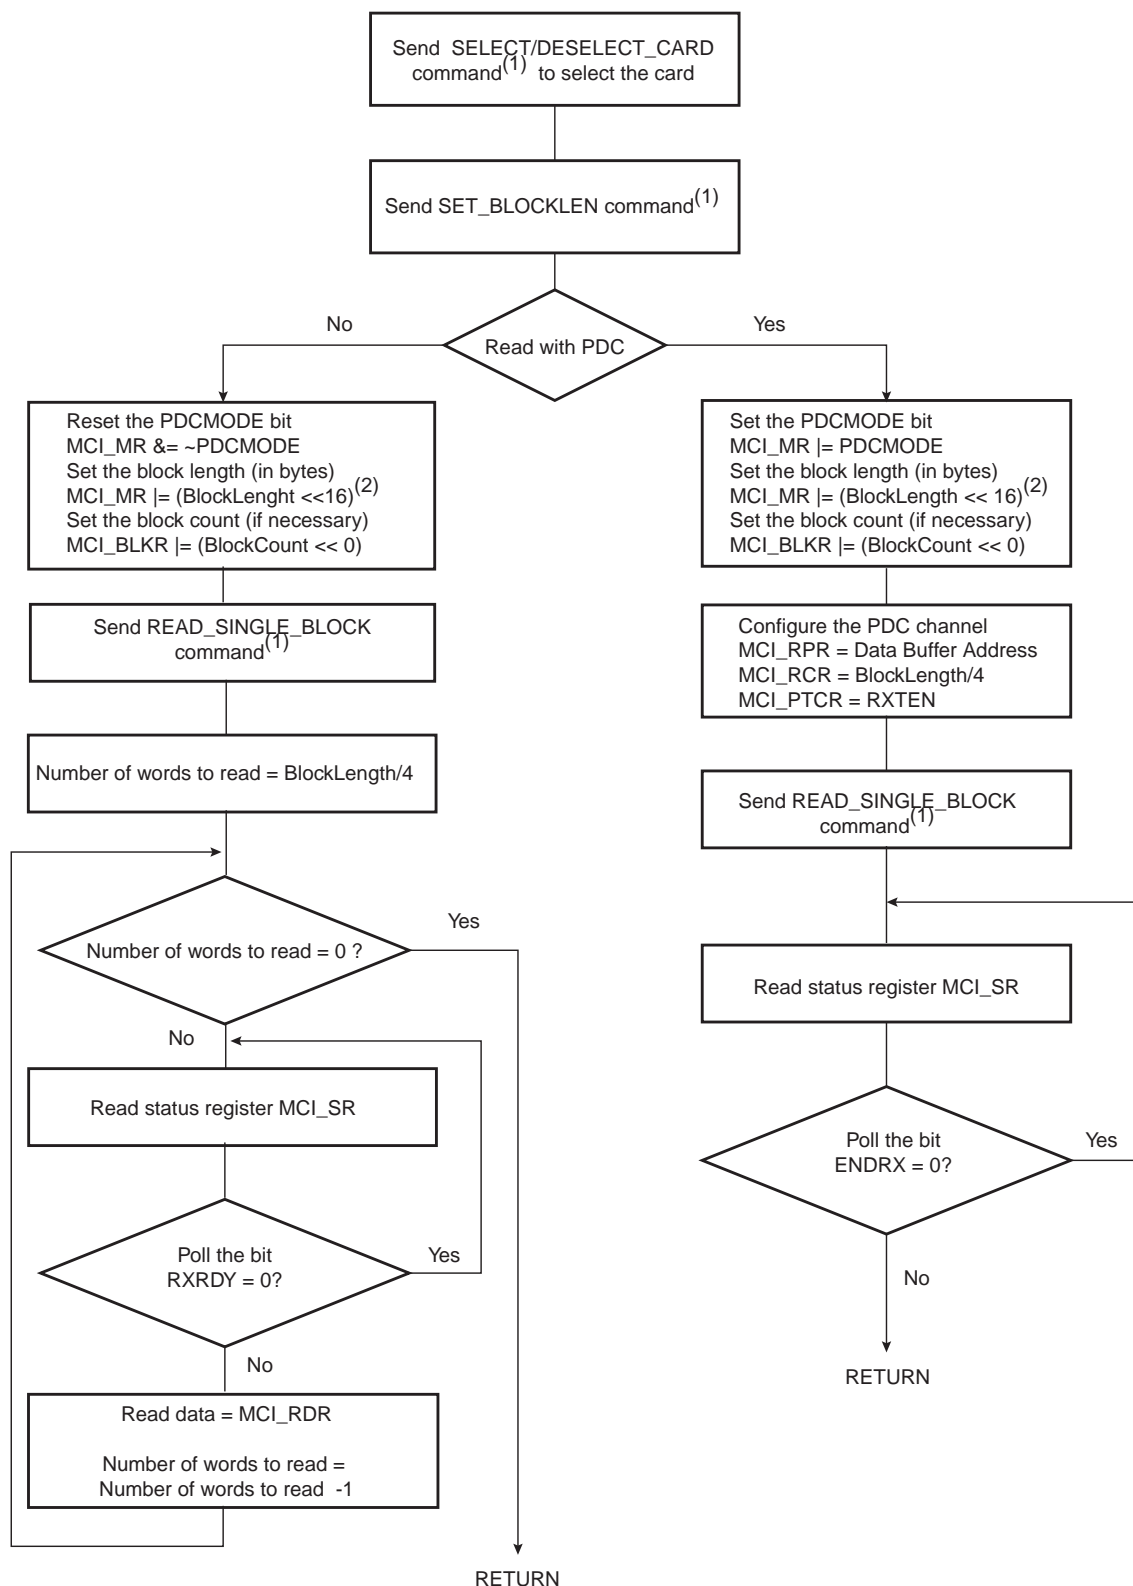 Send SELECT/DESELECT_CARD
command(1) to select the card
Send SET_BLOCKLEN command(1)
No
Yes
Read with PDC
Reset the PDCMODE bit
MCI_MR &= ~PDCMODE
Set the block length (in bytes)
MCI_MR |= (BlockLenght <<16)(2)
Set the block count (if necessary)
MCI_BLKR |= (BlockCount << 0)
Send READ_SINGLE_BLOCK
command(1)
Number of words to read = BlockLength/4
Yes
Number of words to read = 0 ?
No
Read status register MCI_SR
Poll the bit
RXRDY = 0?
Yes
No
Read data = MCI_RDR
Number of words to read =
Number of words to read -1
RETURN
Set the PDCMODE bit
MCI_MR |= PDCMODE
Set the block length (in bytes)
MCI_MR |= (BlockLength << 16)(2)
Set the block count (if necessary)
MCI_BLKR |= (BlockCount << 0)
Configure the PDC channel
MCI_RPR = Data Buffer Address
MCI_RCR = BlockLength/4
MCI_PTCR = RXTEN
Send READ_SINGLE_BLOCK
command(1)
Read status register MCI_SR
Poll the bit
ENDRX = 0?
Yes
No
RETURN